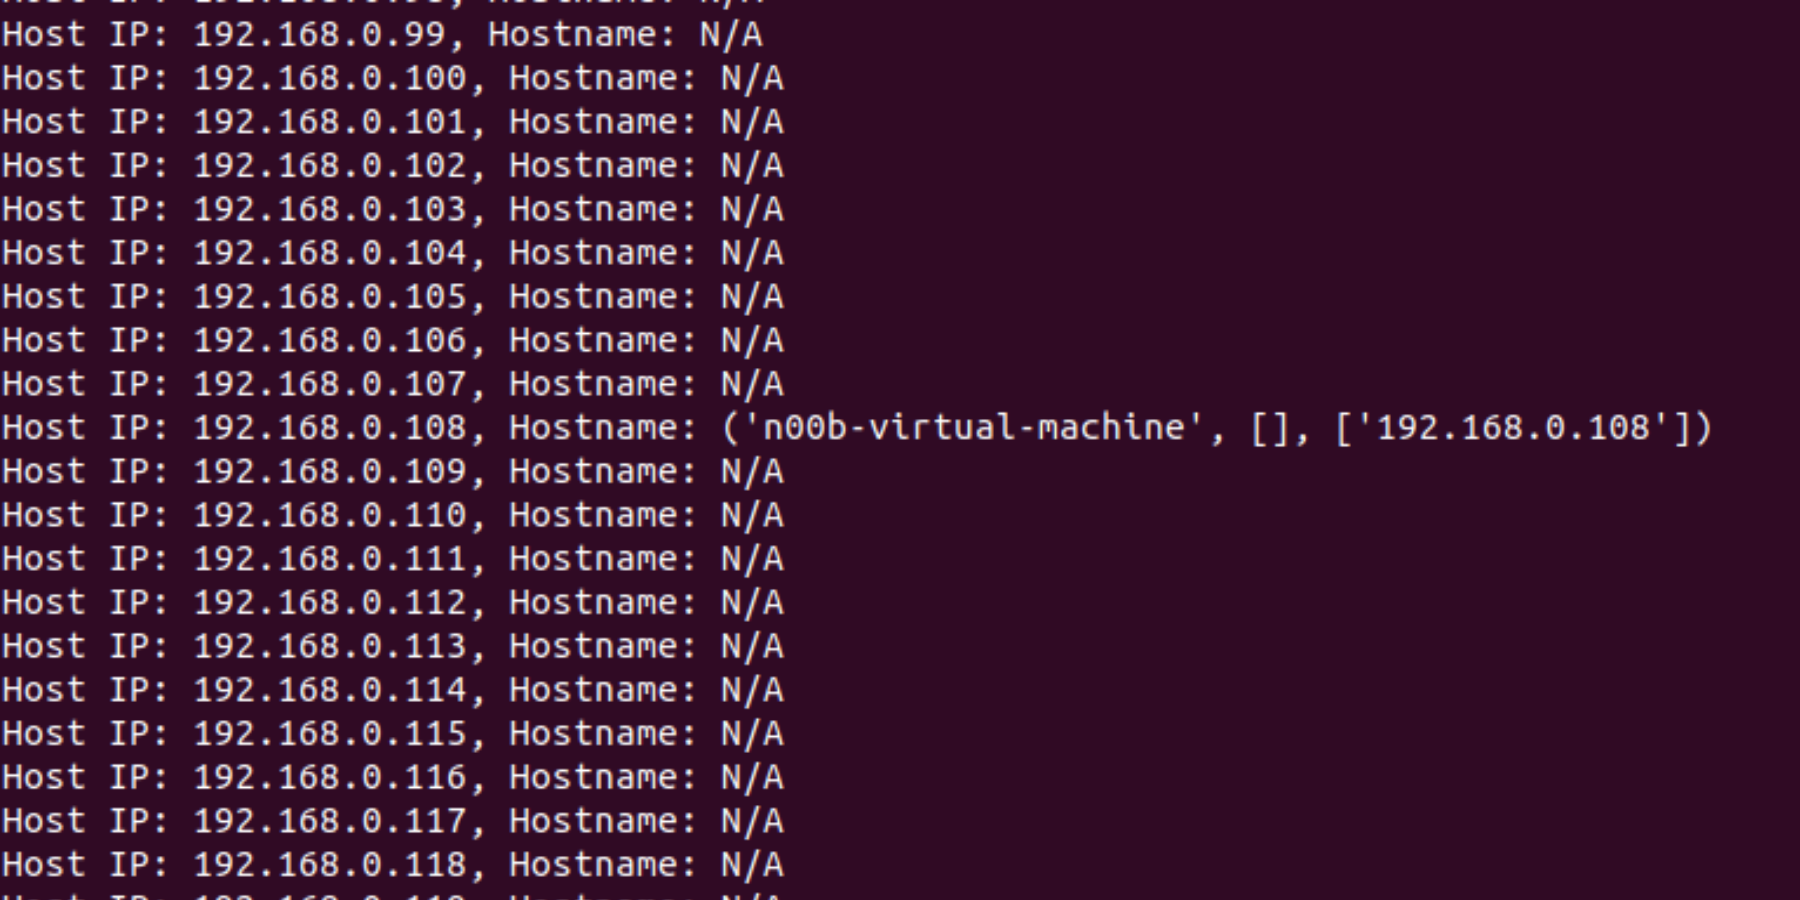 Host IP: 192.168.0.99, Hostname: N/A
Host IP: 192.168.0.100, Hostname: N/A
Host IP: 192.168.0.101, Hostname: N/A
Host IP: 192.168.0.102, Hostname: N/A
Host IP: 192.168.0.103, Hostname: N/A
Host IP: 192.168.0.104, Hostname: N/A
Host IP: 192.168.0.105, Hostname: N/A
Host IP: 192.168.0.106, Hostname: N/A
Host IP: 192.168.0.107, Hostname: N/A
Host IP: 192.168.0.108, Hostname: ('n00b-virtual-machine', [], ['192.168.0.108'])
Host IP: 192.168.0.109, Hostname: N/A
Host IP: 192.168.0.110, Hostname: N/A
Host IP: 192.168.0.111, Hostname: N/A
Host IP: 192.168.0.112, Hostname: N/A
Host IP: 192.168.0.113, Hostname: N/A
Host IP: 192.168.0.114, Hostname: N/A
Host IP: 192.168.0.115, Hostname: N/A
Host IP: 192.168.0.116, Hostname: N/A
Host IP: 192.168.0.117, Hostname: N/A
Host IP: 192.168.0.118, Hostname: N/A